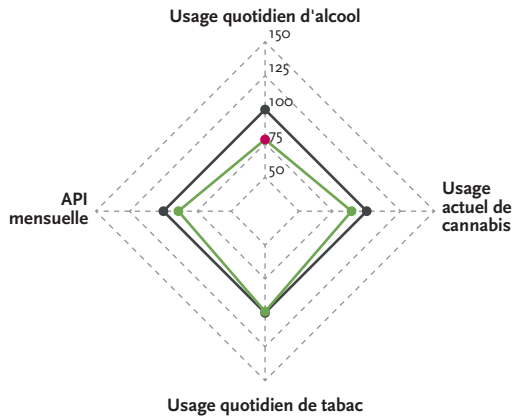 Usage quotidien d'alcool
150
125
100
75
50
API
mensuelle
Usage
actuel de
cannabis
Usage quotidien de tabac